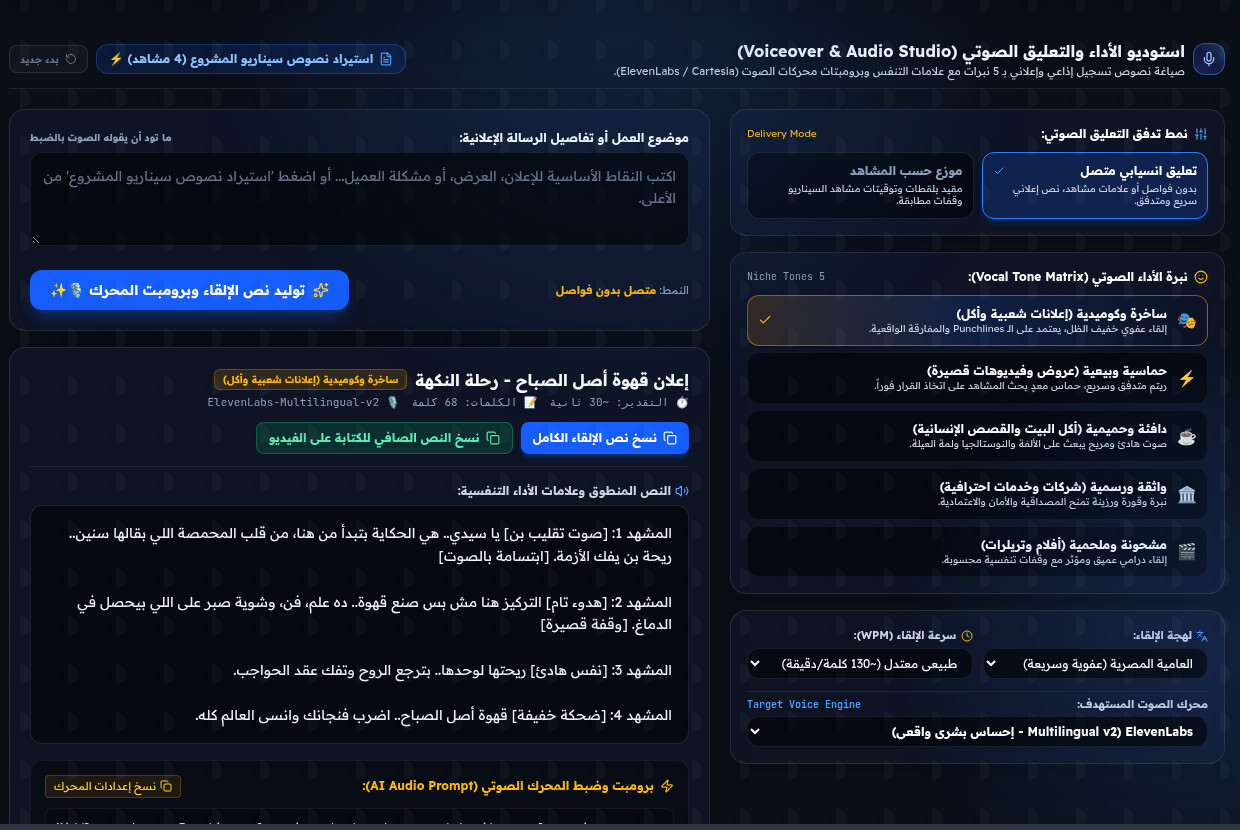 استوديو الأداء والتعليق الصوتي (Voiceover & Audio Studio)
صياغة نصوص تسجيل إذاعي وإعلاني بـ 5 نبرات مع علامات التنفس وبرومبتات محركات الصوت (ElevenLabs / Cartesia).
استيراد نصوص سيناريو المشروع (4 مشاهد) ⚡
بدء جديد
نمط تدفق التعليق الصوتي:
Delivery Mode
تعليق انسيابي متصل
بدون فواصل أو علامات مشاهد، نص إعلاني
سريع ومتدفق.
موزع حسب المشاهد
مقيد بلقطات وتوقيتات مشاهد السيناريو
وقفات مطابقة.
نبرة الأداء الصوتي (Vocal Tone Matrix):
5 Niche Tones
🎭 ساخرة وكوميدية (إعلانات شعبية وأكل)
إلقاء عفوي خفيف الظل، يعتمد على الـ Punchlines والمفارقة الواقعية.
⚡ حماسية وبيعية (عروض وفيديوهات قصيرة)
ريتم متدفق وسريع، حماس معدٍ يحث المشاهد على اتخاذ القرار فوراً.
☕ دافئة وحميمية (أكل البيت والقصص الإنسانية)
صوت هادئ ومريح يبعث على الألفة والنوستالجيا ولمة العيلة.
🏛️ واثقة ورسمية (شركات وخدمات احترافية)
نبرة وقورة ورزينة تمنح المصداقية والأمان والاعتمادية.
🎬 مشحونة وملحمية (أفلام وتريلرات)
إلقاء درامي عميق ومؤثر مع وقفات تنفسية محسوبة.
لهجة الإلقاء:
العامية المصرية (عفوية وسريعة)
سرعة الإلقاء (WPM):
طبيعي معتدل (~130 كلمة/دقيقة)
محرك الصوت المستهدف:
Target Voice Engine
ElevenLabs (Multilingual v2 - إحساس بشري واقعي)
موضوع العمل أو تفاصيل الرسالة الإعلانية:
ما تود أن يقوله الصوت بالضبط
اكتب النقاط الأساسية للإعلان، العرض، أو مشكلة العميل... أو اضغط 'استيراد نصوص سيناريو المشروع' من
الأعلى.
النمط: متصل بدون فواصل
توليد نص الإلقاء وبرومبت المحرك 🎙️✨
إعلان قهوة أصل الصباح - رحلة النكهة
ساخرة وكوميدية (إعلانات شعبية وأكل)
⏱️ التقدير: ~30 ثانية 📝 الكلمات: 68 كلمة 🎙️ ElevenLabs-Multilingual-v2
نسخ نص الإلقاء الكامل
نسخ النص الصافي للكتابة على الفيديو
النص المنطوق وعلامات الأداء التنفسية:
المشهد 1: [صوت تقليب بن] يا سيدي.. هي الحكاية بتبدأ من هنا، من قلب المحمصة اللي بقالها سنين..
ريحة بن يفك الأزمة. [ابتسامة بالصوت]
المشهد 2: [هدوء تام] التركيز هنا مش بس صنع قهوة.. ده علم، فن، وشوية صبر على اللي بيحصل في
الدماغ. [وقفة قصيرة]
المشهد 3: [نفس هادئ] ريحتها لوحدها.. بترجع الروح وتفك عقد الحواجب.
المشهد 4: [ضحكة خفيفة] قهوة أصل الصباح.. اضرب فنجانك وانسى العالم كله.
برومبت وضبط المحرك الصوتي (AI Audio Prompt):
نسخ إعدادات المحرك